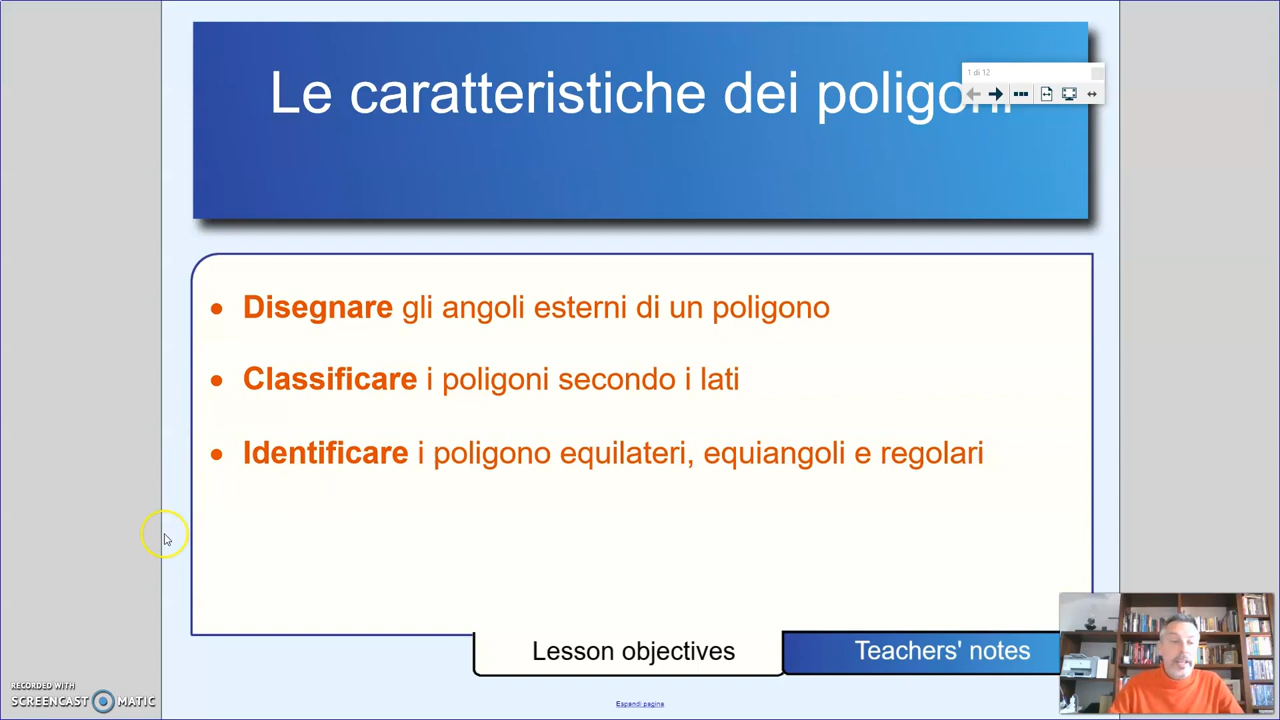 Le caratteristiche dei poligoni
1 di 12
Disegnare gli angoli esterni di un poligono
Classificare i poligoni secondo i lati
Identificare i poligono equilateri, equiangoli e regolari
Lesson objectives
Teachers' notes
Espandi pagina
RECORDED WITH
SCREENCAST MATIC